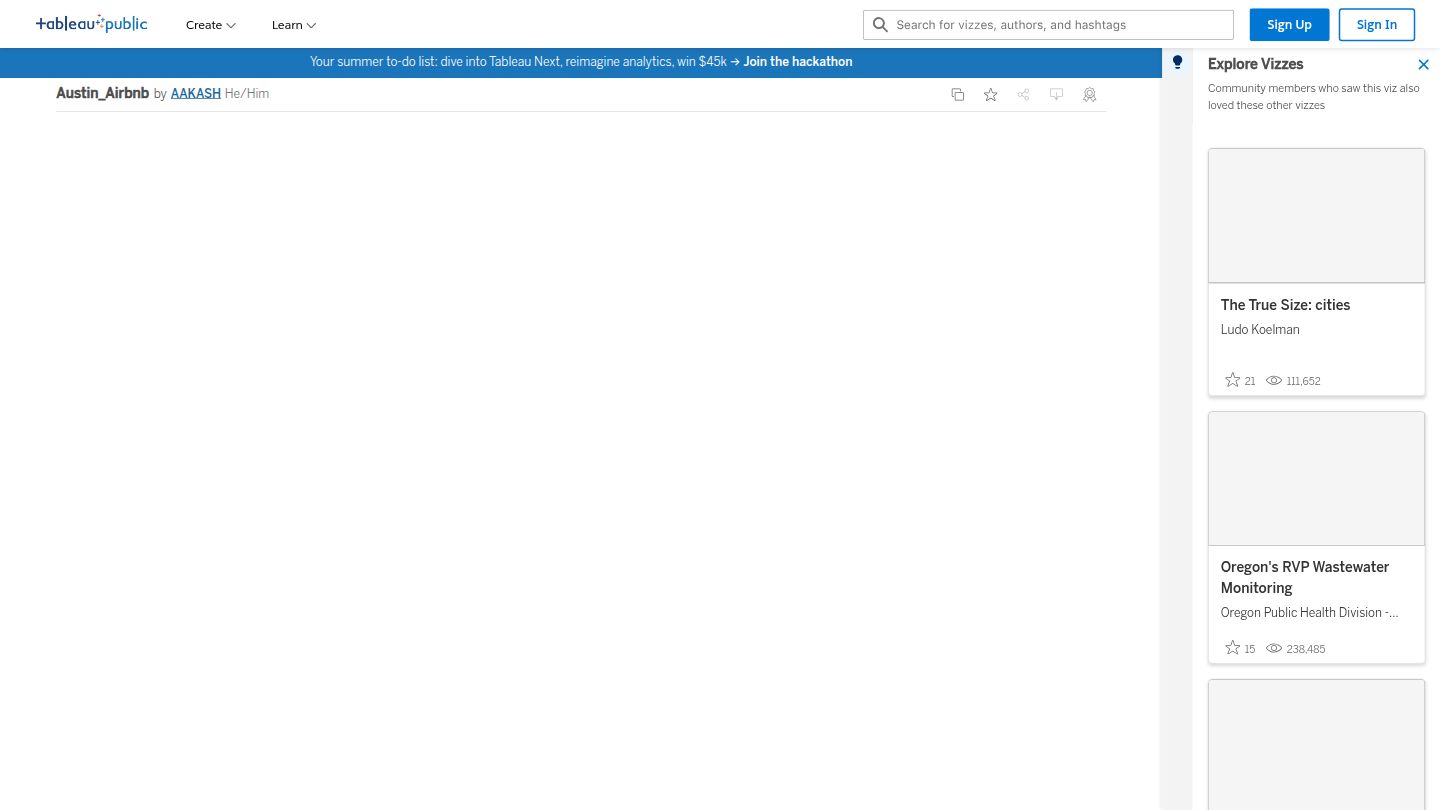 tableau public
Create
Learn
Search for vizzes, authors, and hashtags
Sign Up
Sign In
Your summer to-do list: dive into Tableau Next, reimagine analytics, win $45k → Join the hackathon
Austin_Airbnb by AAKASH He/Him
Explore Vizzes
Community members who saw this viz also
loved these other vizzes
The True Size: cities
Ludo Koelman
21 111,652
Oregon's RVP Wastewater
Monitoring
Oregon Public Health Division -...
15 238,485